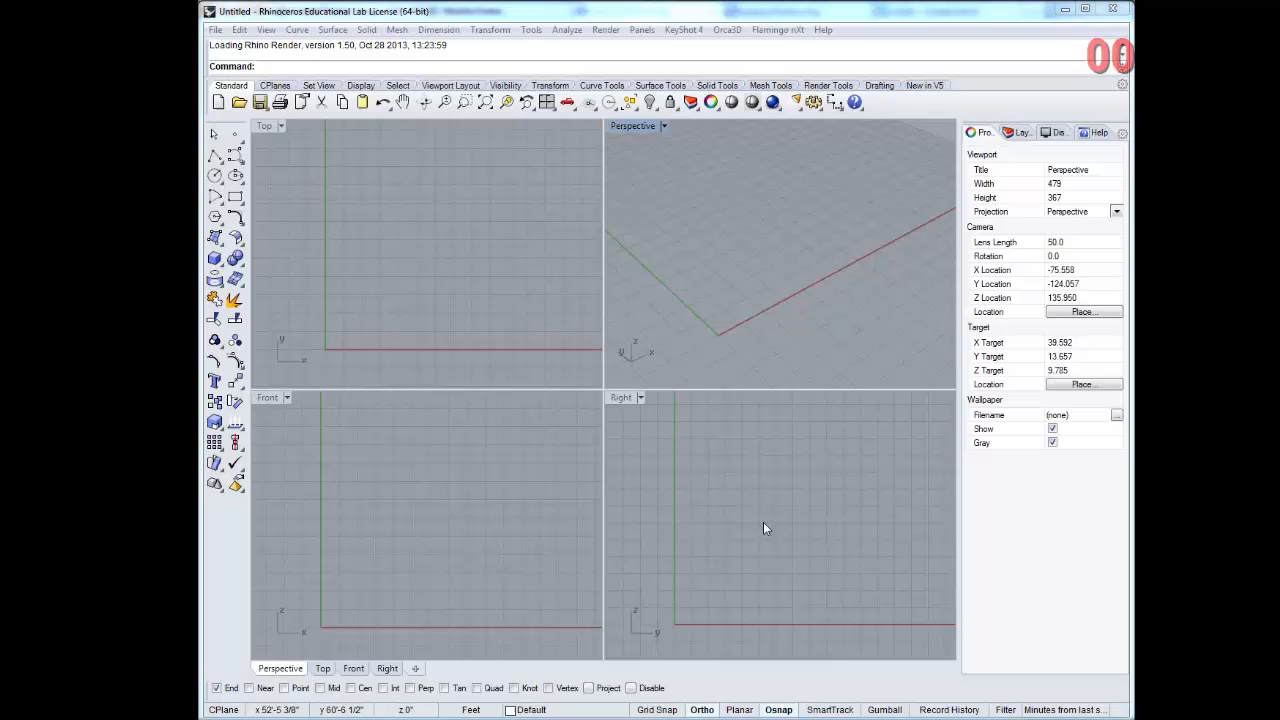 Untitled - Rhinoceros Educational Lab License (64-bit)
File Edit View Curve Surface Solid Mesh Dimension Transform Tools Analyze Render Panels KeyShot 4 Orca3D Flamingo nXt Help
Loading Rhino Render, version 1.50, Oct 28 2013, 13:23:59
00
Command:
Standard CPlanes Set View Display Select Viewport Layout Visibility Transform Curve Tools Surface Tools Solid Tools Mesh Tools Render Tools Drafting New in V5
Top
Perspective
Pro... Lay... Dis... Help
Viewport
Title Perspective
Width 479
Height 367
Projection Perspective
Camera
Lens Length 50.0
Rotation 0.0
X Location -75.558
Y Location -124.057
Z Location 135.950
Location Place...
Target
X Target 39.592
Y Target 13.657
Z Target 9.785
Location Place...
Wallpaper
Filename (none) ...
Show
Gray
y
x
z
y x
Front
Right
z
x
z
y
Perspective Top Front Right
End Near Point Mid Cen Int Perp Tan Quad Knot Vertex Project Disable
CPlane x 52'-5 3/8" y 60'-6 1/2" z 0" Feet Default Grid Snap Ortho Planar Osnap SmartTrack Gumball Record History Filter Minutes from last s...